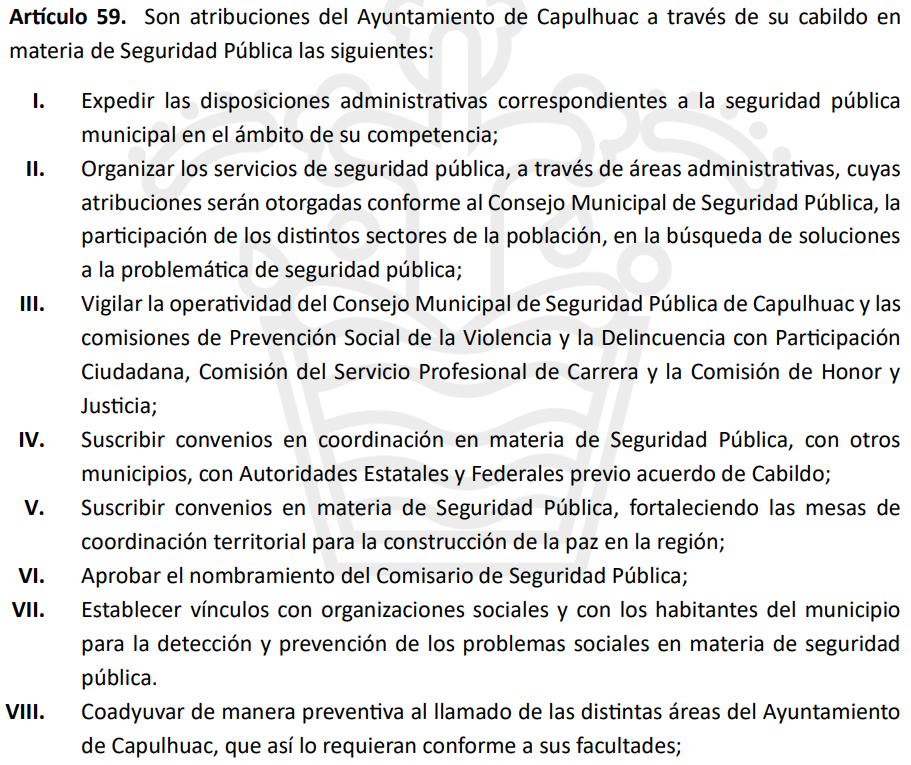 Artículo 59. Son atribuciones del Ayuntamiento de Capulhuac a través de su cabildo en
materia de Seguridad Pública las siguientes:
I. Expedir las disposiciones administrativas correspondientes a la seguridad pública
municipal en el ámbito de su competencia;
II. Organizar los servicios de seguridad pública, a través de áreas administrativas, cuyas
atribuciones serán otorgadas conforme al Consejo Municipal de Seguridad Pública, la
participación de los distintos sectores de la población, en la búsqueda de soluciones
a la problemática de seguridad pública;
III. Vigilar la operatividad del Consejo Municipal de Seguridad Pública de Capulhuac y las
comisiones de Prevención Social de la Violencia y la Delincuencia con Participación
Ciudadana, Comisión del Servicio Profesional de Carrera y la Comisión de Honor y
Justicia;
IV. Suscribir convenios en coordinación en materia de Seguridad Pública, con otros
municipios, con Autoridades Estatales y Federales previo acuerdo de Cabildo;
V. Suscribir convenios en materia de Seguridad Pública, fortaleciendo las mesas de
coordinación territorial para la construcción de la paz en la región;
VI. Aprobar el nombramiento del Comisario de Seguridad Pública;
VII. Establecer vínculos con organizaciones sociales y con los habitantes del municipio
para la detección y prevención de los problemas sociales en materia de seguridad
pública.
VIII. Coadyuvar de manera preventiva al llamado de las distintas áreas del Ayuntamiento
de Capulhuac, que así lo requieran conforme a sus facultades;